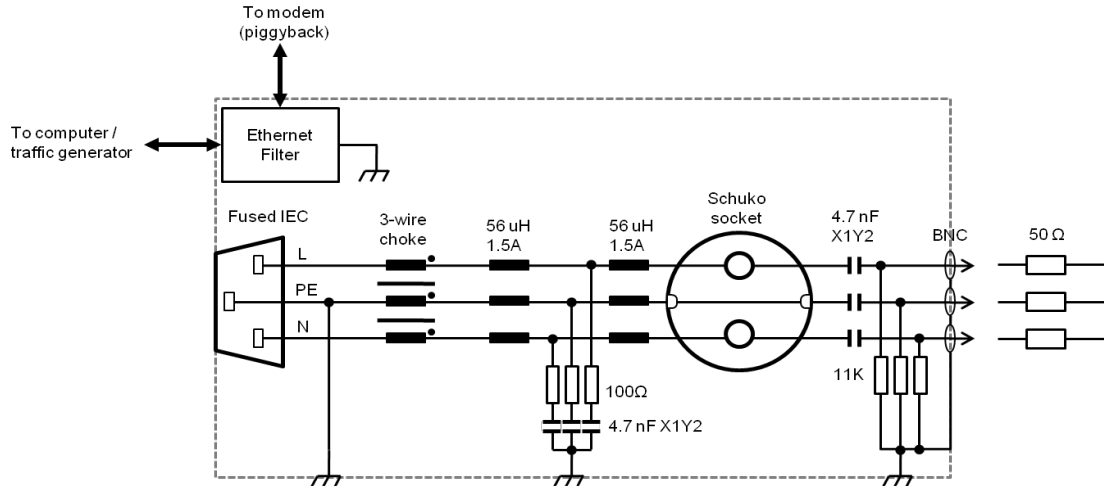 To modem
(piggyback)
To computer /
traffic generator
Ethernet
Filter
Fused IEC
3-wire
choke
56 uH
1.5A
56 uH
1.5A
Schuko
socket
4.7 nF
X1Y2
BNC
50 Ω
L
PE
N
100Ω
4.7 nF X1Y2
11K